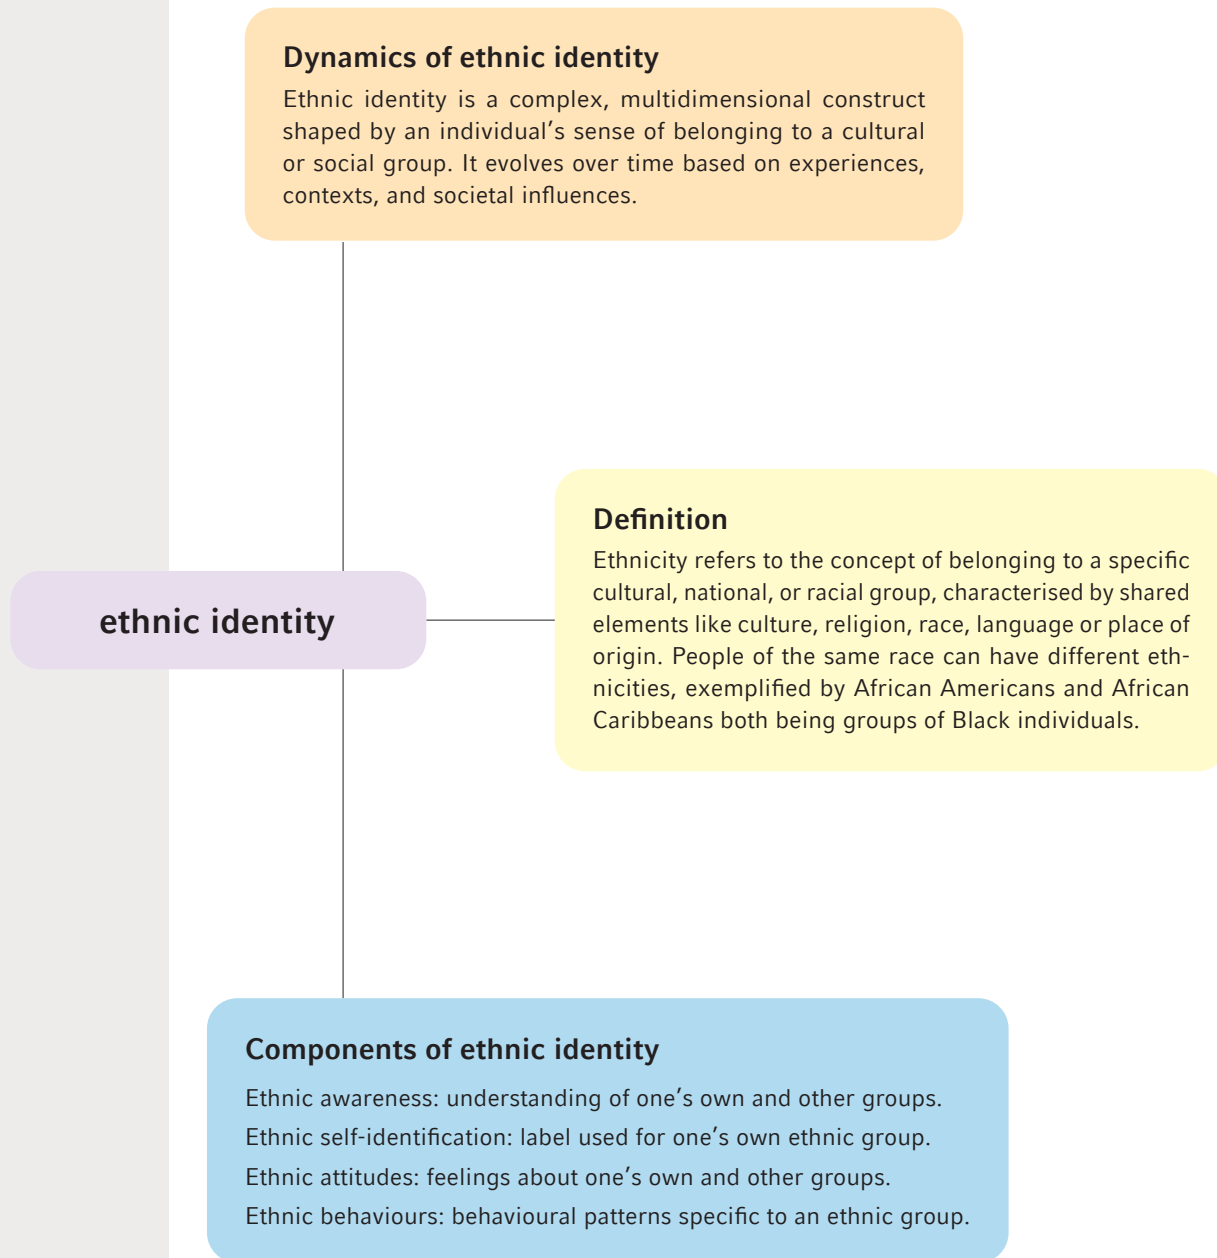 Dynamics of ethnic identity
Ethnic identity is a complex, multidimensional construct
shaped by an individual’s sense of belonging to a cultural
or social group. It evolves over time based on experiences,
contexts, and societal influences.
Definition
Ethnicity refers to the concept of belonging to a specific
cultural, national, or racial group, characterised by shared
elements like culture, religion, race, language or place of
origin. People of the same race can have different eth-
nicities, exemplified by African Americans and African
Caribbeans both being groups of Black individuals.
ethnic identity
Components of ethnic identity
Ethnic awareness: understanding of one’s own and other groups.
Ethnic self-identification: label used for one’s own ethnic group.
Ethnic attitudes: feelings about one’s own and other groups.
Ethnic behaviours: behavioural patterns specific to an ethnic group.